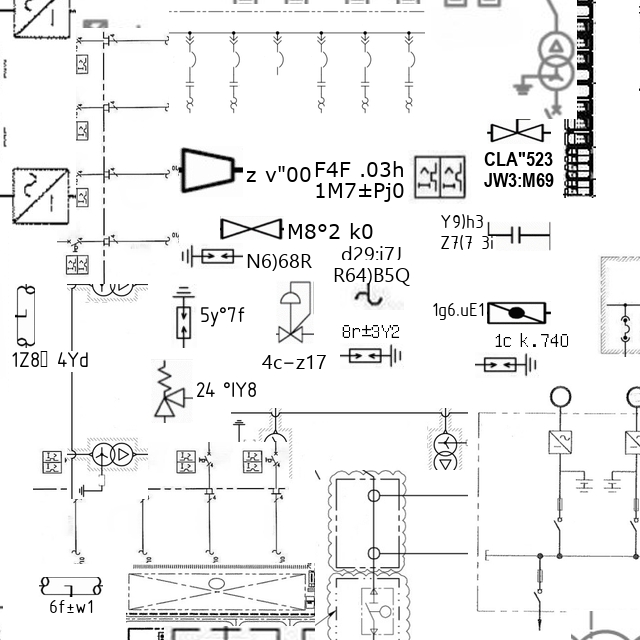 z v"00
F4F .03h
1M7±Pj0
CLA"523
JW3:M69
M8°2 k0
Y9)h3
Z7(7 3i
N6)68R
d29:i7J
R64)B5Q
5y°7f
1g6.uE1
8r±3Y2
1c k.740
1Z8 4Yd
4c-z17
24 °IY8
6f±w1